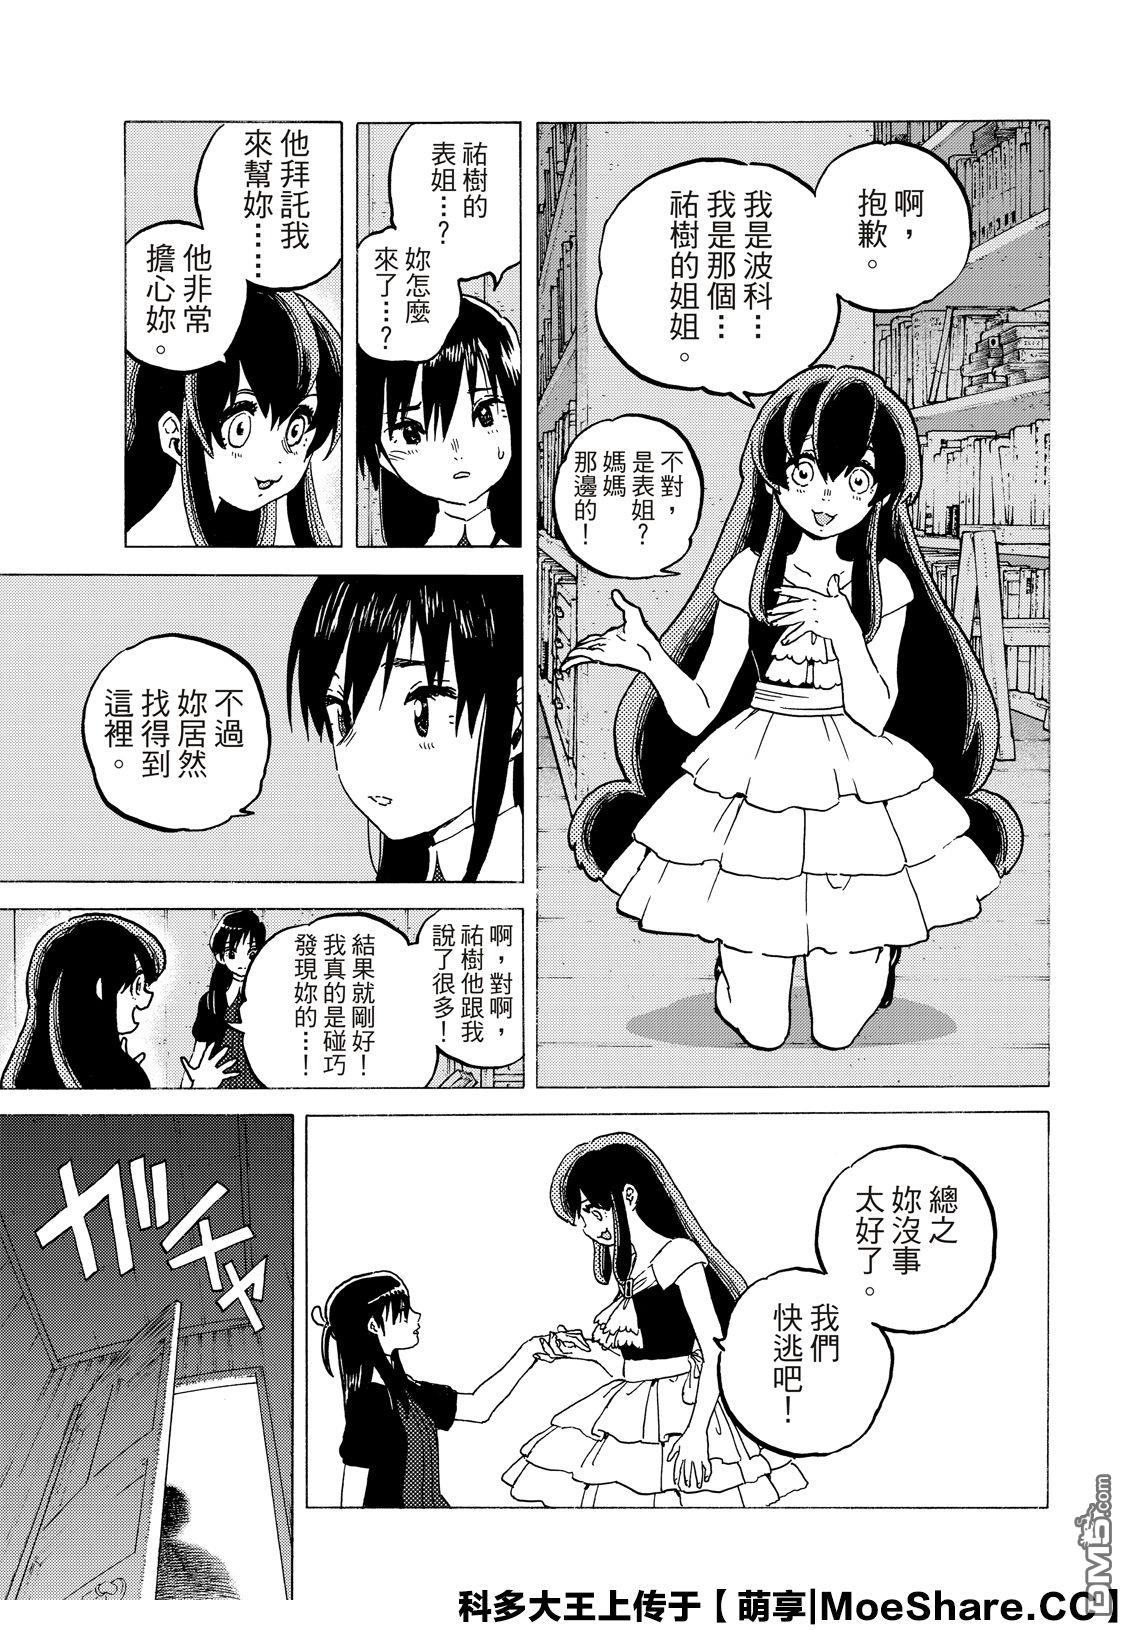 啊，
抱歉。
我是波科…
我是那個…
祐樹的姐姐。
不對，
是表姐？
媽媽
那邊的！
祐樹的
表姐…？
妳怎麼
來了…？
他拜託我
來幫妳……
他非常
擔心妳。
不過
妳居然
找得到
這裡。
啊，對啊，
祐樹他跟我
說了很多！
結果就剛好！
我真的是碰巧
發現妳的…！
總之
妳沒事
太好了。
我們
快逃吧！
ガチャ
DMS.com
科多大王上传于【萌享|MoeShare.CC】